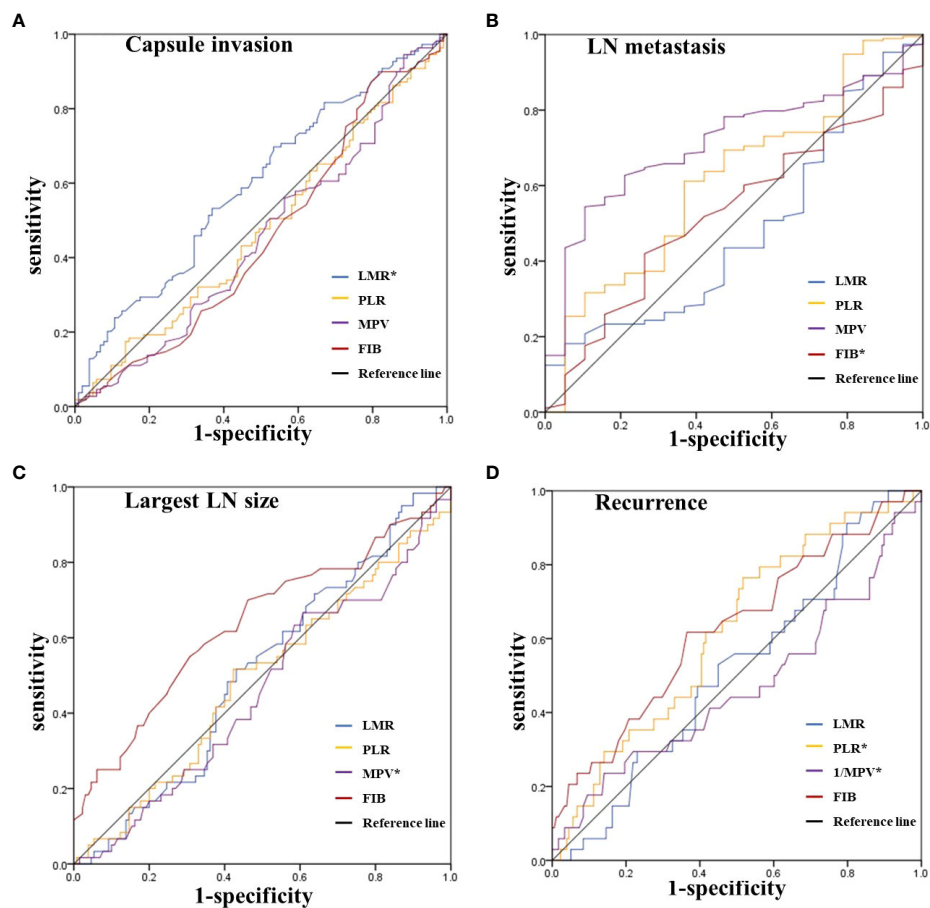 A
Capsule invasion
sensitivity
1.0
0.8
0.6
0.4
0.2
0.0
LMR*
PLR
MPV
FIB
Reference line
0.0 0.2 0.4 0.6 0.8 1.0
1-specificity
B
LN metastasis
sensitivity
1.0
0.8
0.6
0.4
0.2
0.0
LMR
PLR
MPV
FIB*
Reference line
0.0 0.2 0.4 0.6 0.8 1.0
1-specificity
C
Largest LN size
sensitivity
1.0
0.8
0.6
0.4
0.2
0.0
LMR
PLR
MPV*
FIB
Reference line
0.0 0.2 0.4 0.6 0.8 1.0
1-specificity
D
Recurrence
sensitivity
1.0
0.8
0.6
0.4
0.2
0.0
LMR
PLR*
1/MPV*
FIB
Reference line
0.0 0.2 0.4 0.6 0.8 1.0
1-specificity